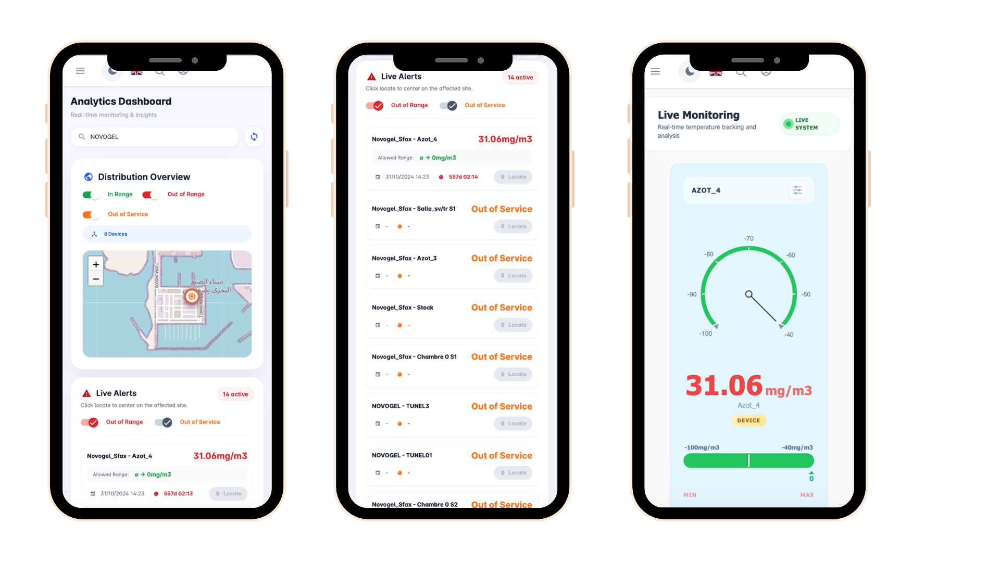 Analytics Dashboard
Real-time monitoring & insights
NOVOGEL
Distribution Overview
In Range
Out of Range
Out of Service
8 Devices
+
−
T20MUN0009
ميناء الصيد
البحري بصفاقس
T20MUN0008
Live Alerts
14 active
Click locate to center on the affected site.
Out of Range
Out of Service
Novogel_Sfax - Azot_4
31.06mg/m3
Allowed Range: ⌀ → 0mg/m3
31/10/2024 14:23
557d 02:13
Locate
Live Alerts
14 active
Click locate to center on the affected site.
Out of Range
Out of Service
Novogel_Sfax - Azot_4
31.06mg/m3
Allowed Range: ⌀ → 0mg/m3
31/10/2024 14:23
557d 02:14
Locate
Novogel_Sfax - Salle_sv/tr S1
Out of Service
- -
Locate
Novogel_Sfax - Azot_3
Out of Service
- -
Locate
Novogel_Sfax - Stock
Out of Service
- -
Locate
Novogel_Sfax - Chambre 0 S1
Out of Service
- -
Locate
NOVOGEL - TUNEL3
Out of Service
- -
Locate
NOVOGEL - TUNEL01
Out of Service
- -
Locate
Novogel_Sfax - Chambre 0 S2
Out of Service
Live Monitoring
Real-time temperature tracking and
analysis
LIVE
SYSTEM
AZOT_4
-100
-90
-80
-70
-60
-50
-40
31.06 mg/m3
Azot_4
DEVICE
-100mg/m3
-40mg/m3
0
MIN
MAX